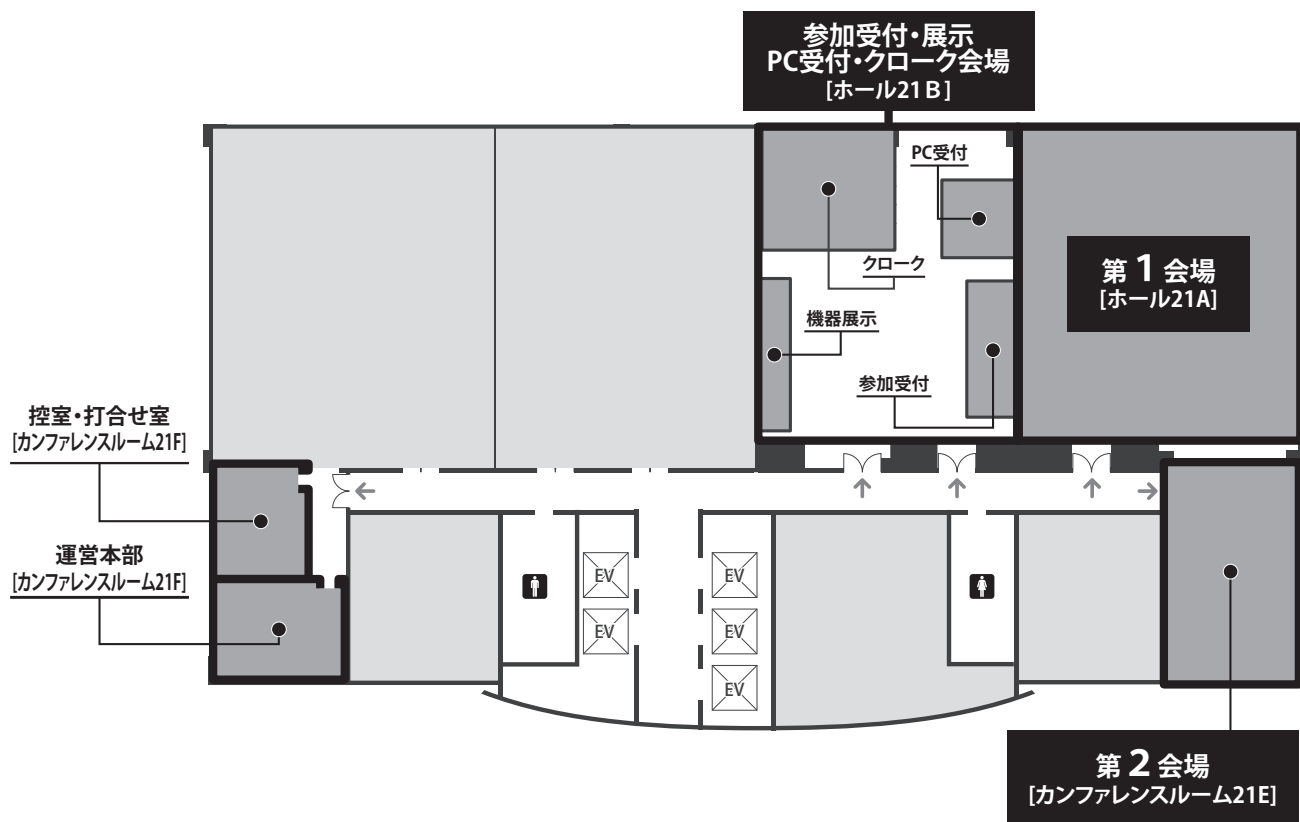 参加受付・展示
PC受付・クローク会場
[ホール21B]
PC受付
クローク
第1会場
[ホール21A]
機器展示
参加受付
控室・打合せ室
[カンファレンスルーム21F]
運営本部
[カンファレンスルーム21F]
EV
EV
EV
EV
EV
第2会場
[カンファレンスルーム21E]